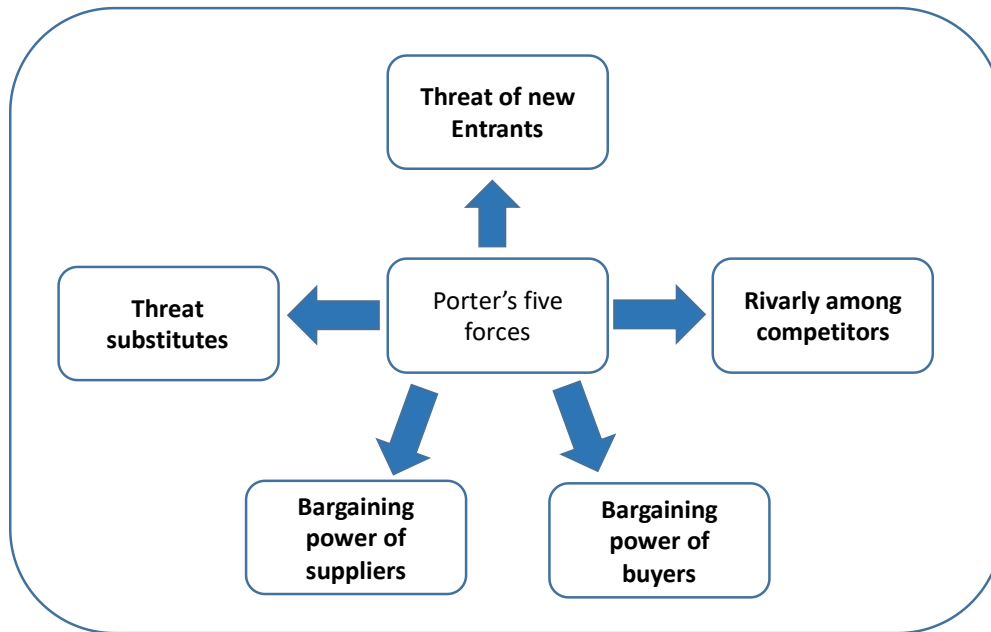 Threat of new
Entrants
Threat
substitutes
Porter’s five
forces
Rivarly among
competitors
Bargaining
power of
suppliers
Bargaining
power of
buyers